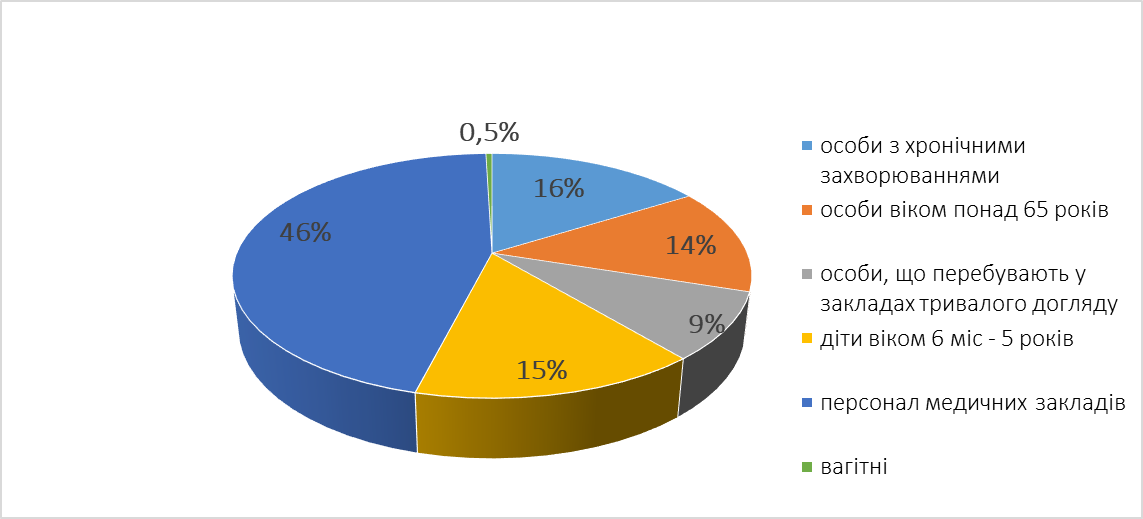 0,5%
16%
14%
9%
15%
46%
особи з хронічними
захворюваннями
особи віком понад 65 років
особи, що перебувають у
закладах тривалого догляду
діти віком 6 міс - 5 років
персонал медичних закладів
вагітні